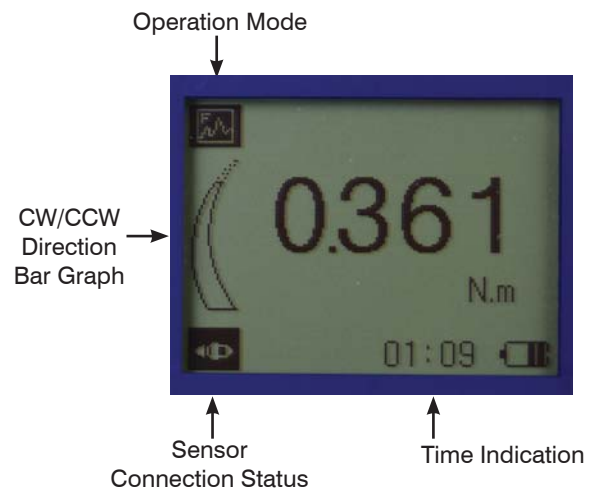 Operation Mode
F
0.361
CW/CCW
Direction
Bar Graph
N.m
01:09
Sensor
Connection Status
Time Indication